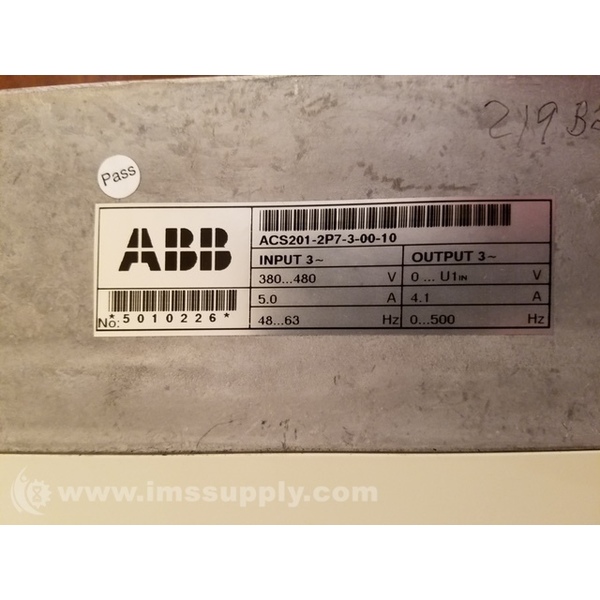 219 B
Pass
ABB
ACS201-2P7-3-00-10
INPUT 3~ OUTPUT 3~
380...480 V 0 ... U1IN V
5.0 A 4.1 A
48...63 Hz 0...500 Hz
No: *5010226*
www.imssupply.com